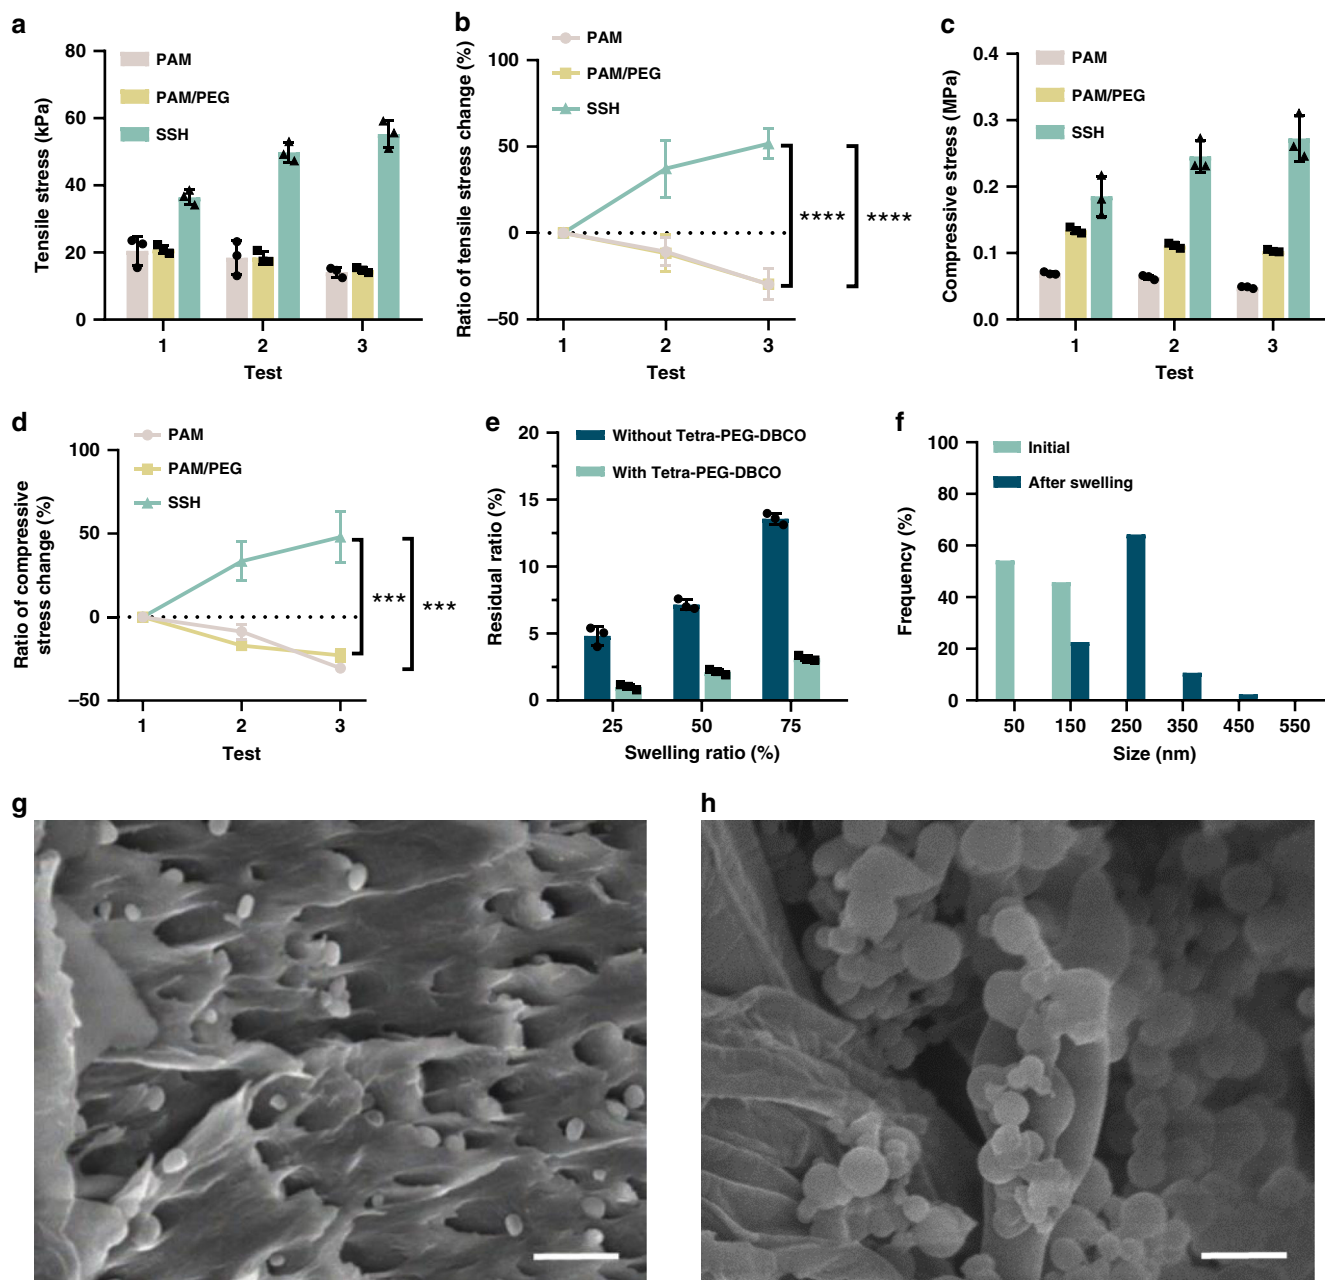 a
Tensile stress (kPa)
80
60
40
20
0
PAM
PAM/PEG
SSH
1 2 3
Test
b
Ratio of tensile stress change (%)
100
50
0
–50
PAM
PAM/PEG
SSH
**** ****
1 2 3
Test
c
Compressive stress (MPa)
0.4
0.3
0.2
0.1
0.0
PAM
PAM/PEG
SSH
1 2 3
Test
d
Ratio of compressive
stress change (%)
100
50
0
–50
PAM
PAM/PEG
SSH
*** ***
1 2 3
Test
e
Residual ratio (%)
20
15
10
5
0
Without Tetra-PEG-DBCO
With Tetra-PEG-DBCO
25 50 75
Swelling ratio (%)
f
Frequency (%)
100
80
60
40
20
0
Initial
After swelling
50 150 250 350 450 550
Size (nm)
g
h